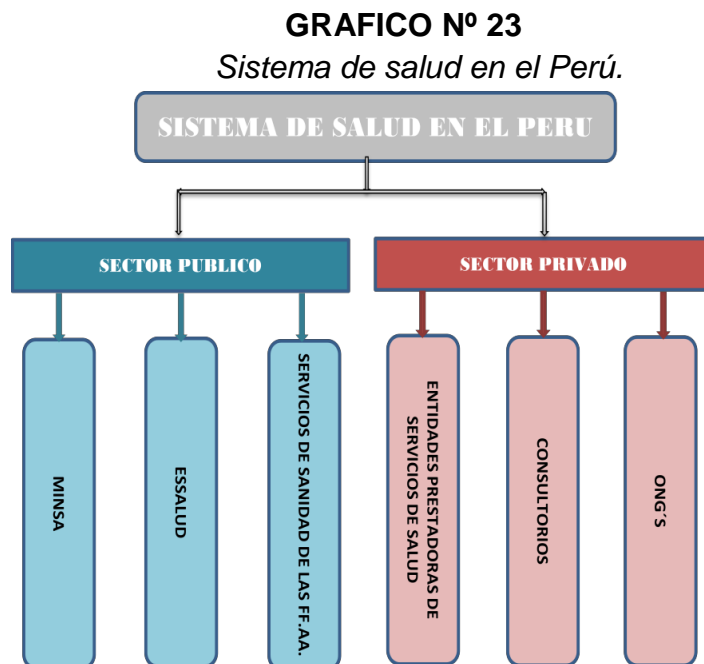 GRAFICO Nº 23
Sistema de salud en el Perú.
SISTEMA DE SALUD EN EL PERU
SECTOR PUBLICO
SECTOR PRIVADO
MINSA
ESSALUD
SERVICIOS DE SANIDAD DE LAS FF.AA.
ENTIDADES PRESTADORAS DE
SERVICIOS DE SALUD
CONSULTORIOS
ONG´S